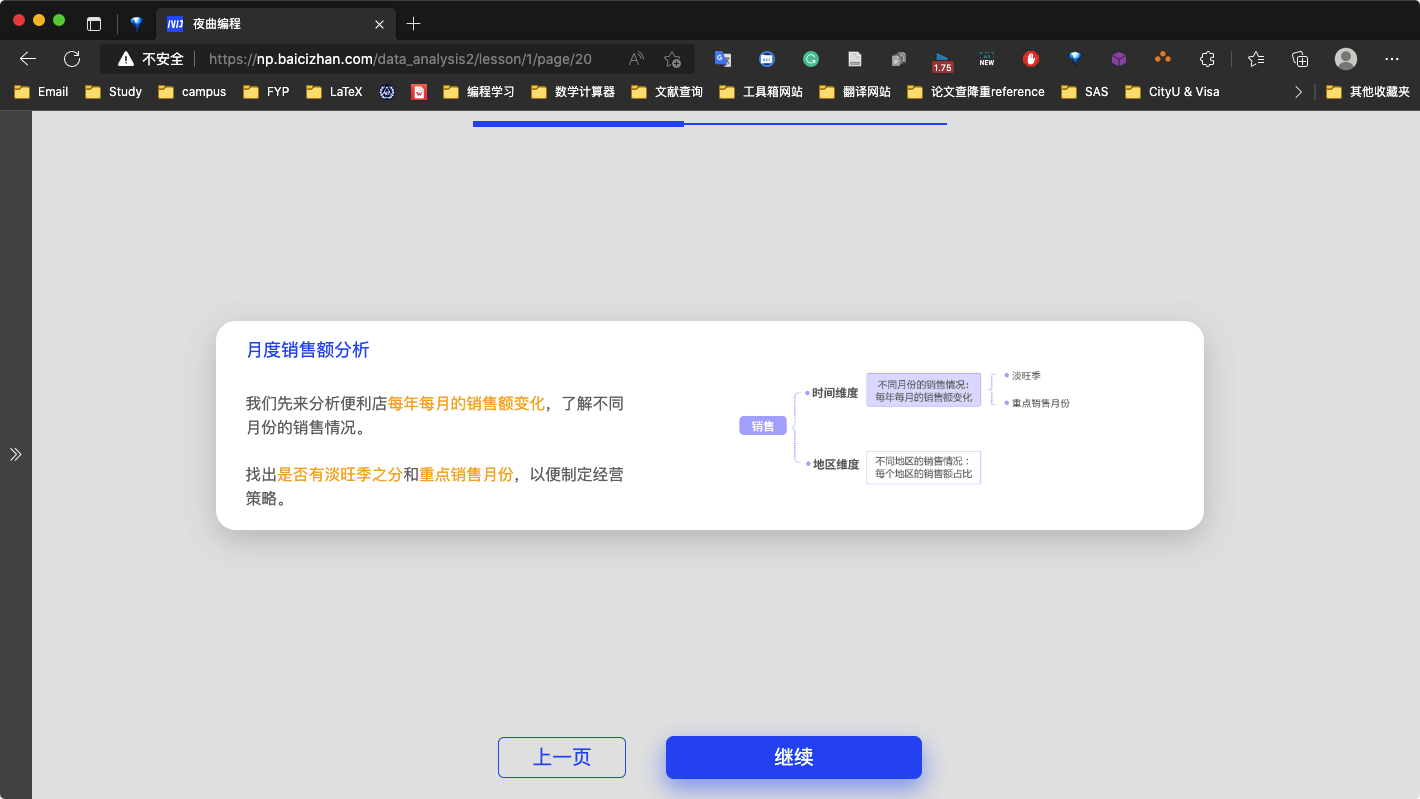 夜曲编程
不安全
https://np.baicizhan.com/data_analysis2/lesson/1/page/20
1.75
NEW
Email
Study
campus
FYP
LaTeX
编程学习
数学计算器
文献查询
工具箱网站
翻译网站
论文查降重reference
SAS
CityU & Visa
其他收藏夹
月度销售额分析
我们先来分析便利店每年每月的销售额变化，了解不同
月份的销售情况。
找出是否有淡旺季之分和重点销售月份，以便制定经营
策略。
销售
时间维度
不同月份的销售情况：
每年每月的销售额变化
淡旺季
重点销售月份
地区维度
不同地区的销售情况：
每个地区的销售额占比
上一页
继续